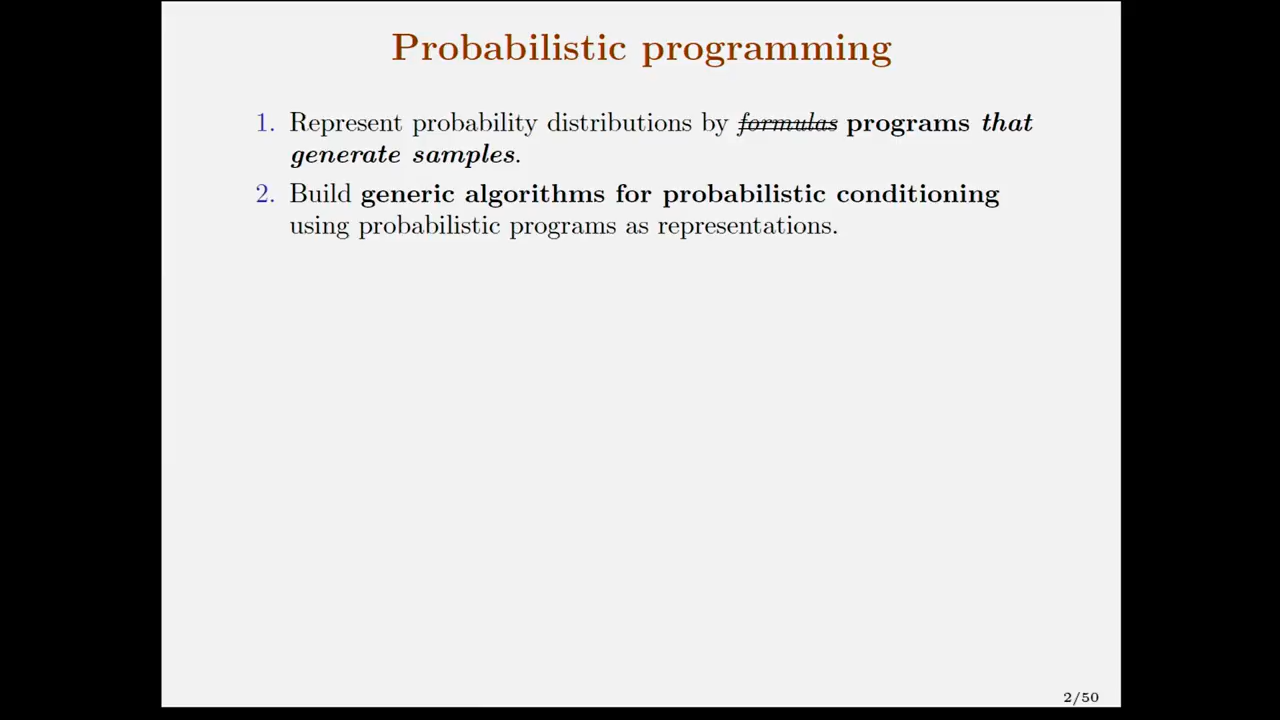 Probabilistic programming
1. Represent probability distributions by formulas programs that
generate samples.
2. Build generic algorithms for probabilistic conditioning
using probabilistic programs as representations.
2/50